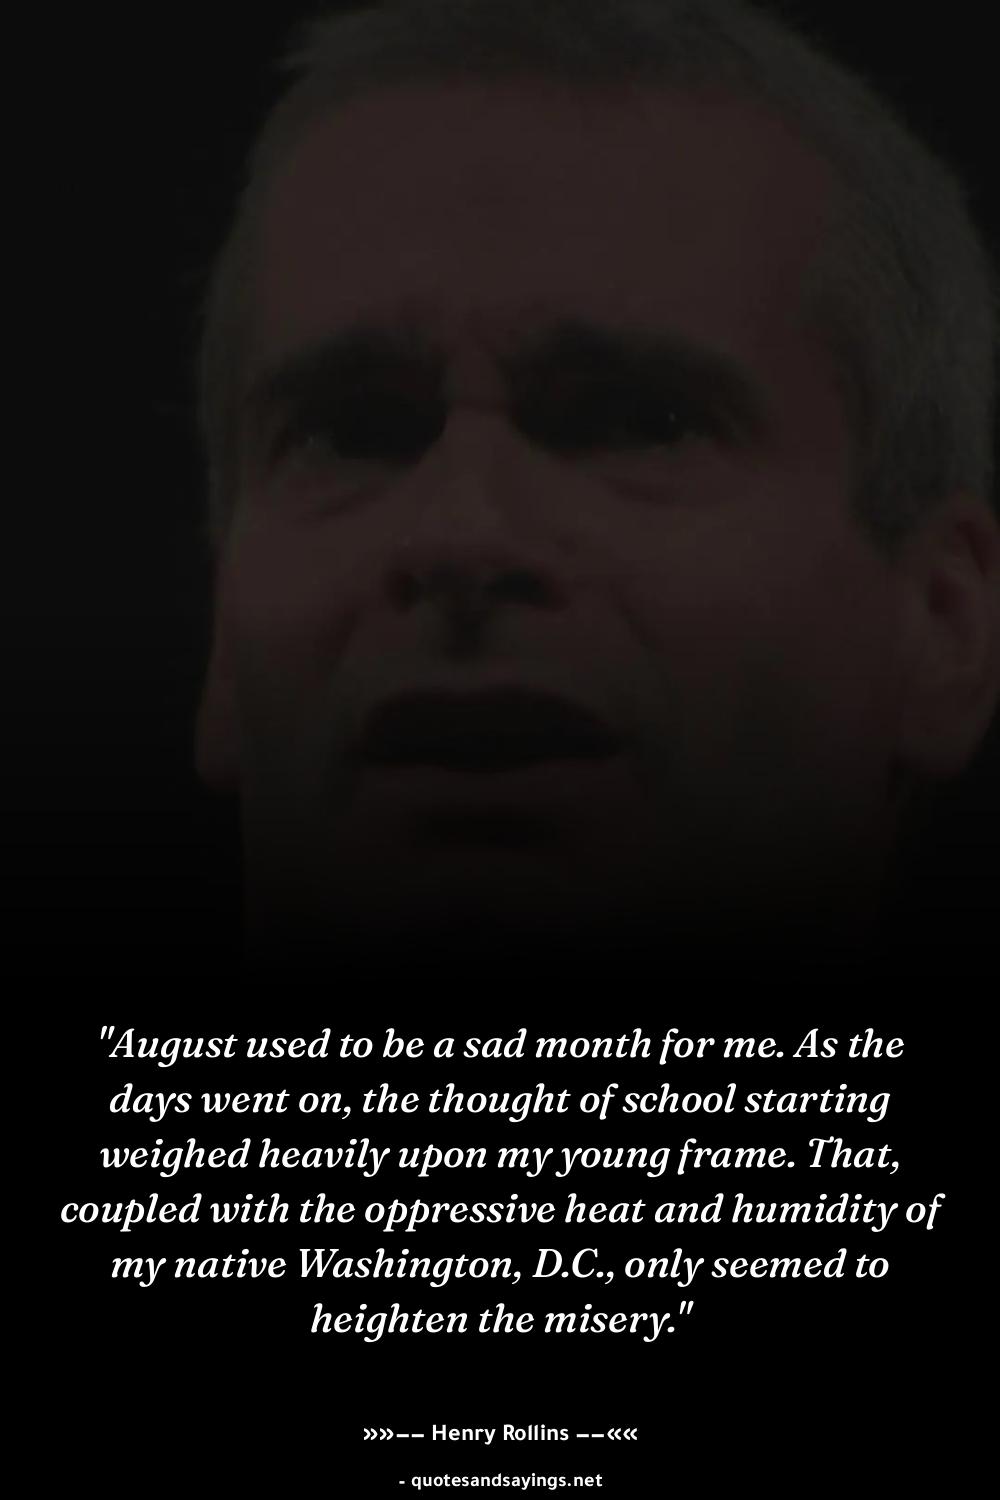 "August used to be a sad month for me. As the
days went on, the thought of school starting
weighed heavily upon my young frame. That,
coupled with the oppressive heat and humidity of
my native Washington, D.C., only seemed to
heighten the misery."
»»−− Henry Rollins −−««
- quotesandsayings.net